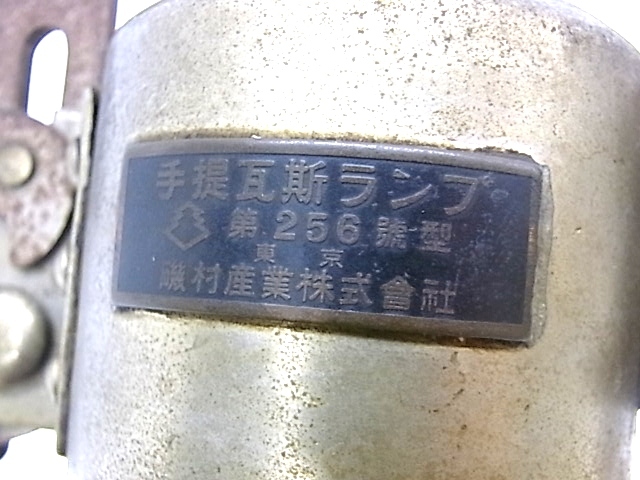 手提瓦斯ランプ
第256號型
東京
磯村産業株式會社